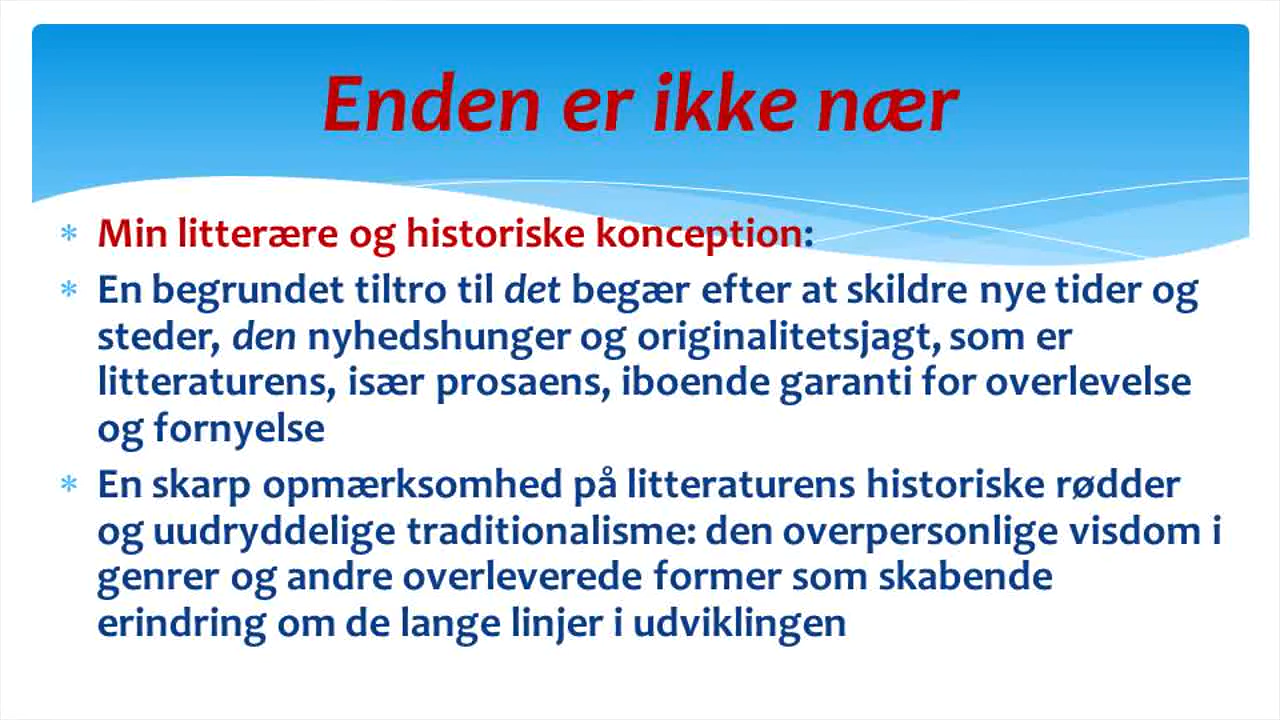 Enden er ikke nær
* Min litterære og historiske konception:
* En begrundet tiltro til det begær efter at skildre nye tider og
steder, den nyhedshunger og originalitetsjagt, som er
litteraturens, især prosaens, iboende garanti for overlevelse
og fornyelse
* En skarp opmærksomhed på litteraturens historiske rødder
og uudryddelige traditionalisme: den overpersonlige visdom i
genrer og andre overleverede former som skabende
erindring om de lange linjer i udviklingen